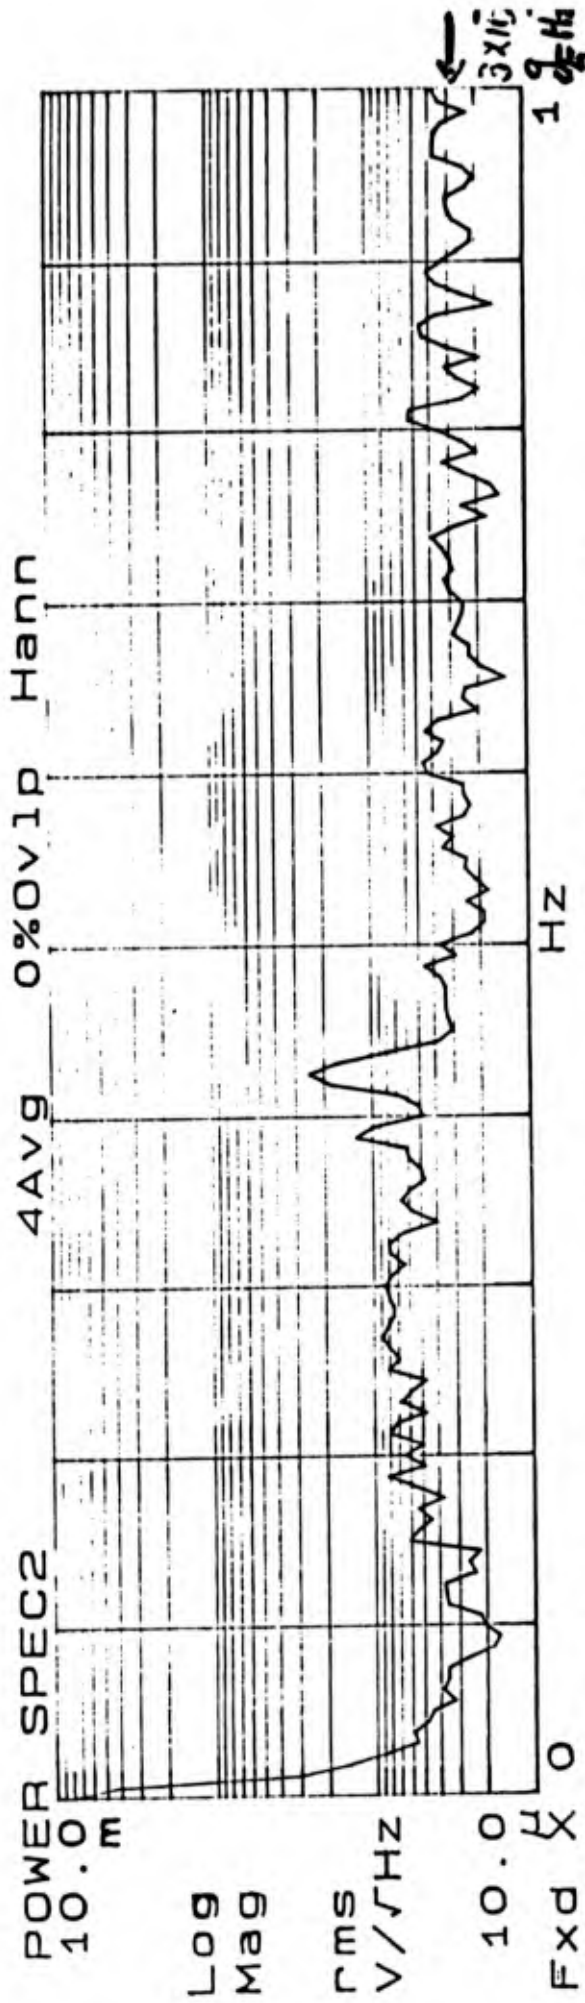 POWER SPEC2 4Avg 0%Ovlp Hann
10.0
m
Log
Mag
rms
V/√Hz
10.0
μ
Fxd X 0 Hz 1